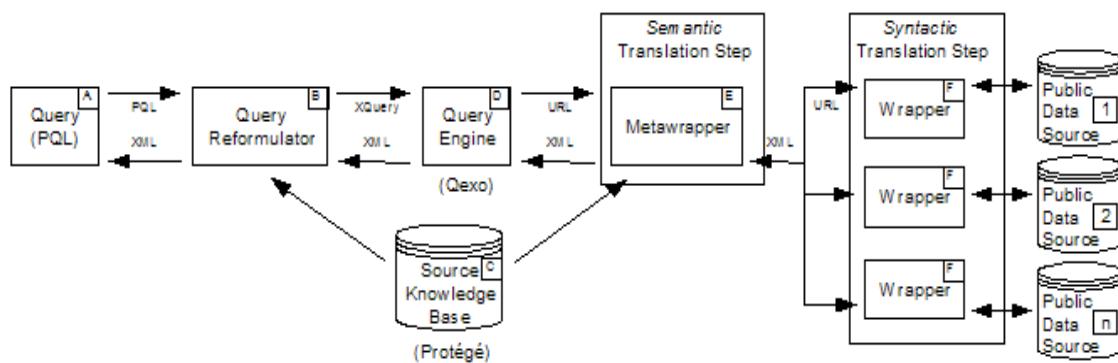 Semantic
Translation Step
Syntactic
Translation Step
A
Query
(PQL)
PQL
XML
B
Query
Reformulator
XQuery
XML
D
Query
Engine
(Qexo)
URL
XML
E
Metawrapper
URL
XML
F
Wrapper
Public
Data 1
Source
F
Wrapper
Public
Data 2
Source
F
Wrapper
Public
Data n
Source
C
Source
Knowledge
Base
(Protégé)